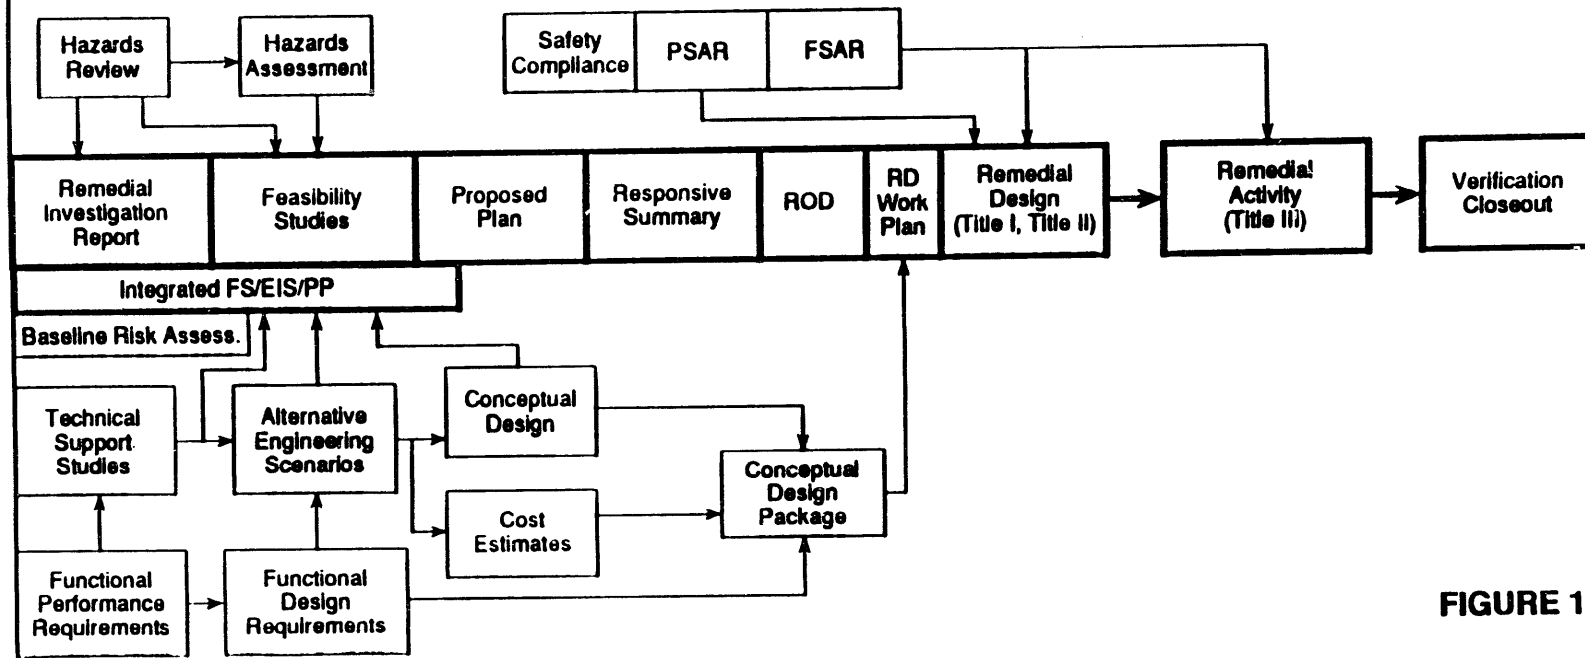 Hazards
Review
Hazards
Assessment
Safety
Compliance
PSAR
FSAR
Remedial
Investigation
Report
Feasibility
Studies
Proposed
Plan
Responsive
Summary
ROD
RD
Work
Plan
Remedial
Design
(Title I, Title II)
Remedial
Activity
(Title III)
Verification
Closeout
Integrated FS/EIS/PP
Baseline Risk Assess.
Technical
Support
Studies
Alternative
Engineering
Scenarios
Conceptual
Design
Cost
Estimates
Conceptual
Design
Package
Functional
Performance
Requirements
Functional
Design
Requirements
FIGURE 1